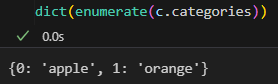 dict(enumerate(c.categories))
✓ 0.0s
{0: 'apple', 1: 'orange'}